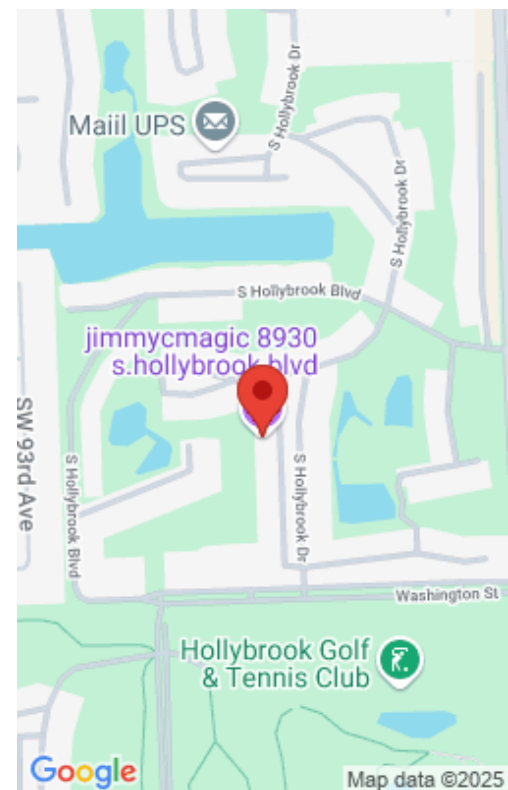 S Hollybrook Dr
Maiil UPS
S Hollybrook Dr
S Hollybrook Blvd
jimmycmagic 8930
s.hollybrook blvd
SW 93rd Ave
S Hollybrook Blvd
S Hollybrook Dr
Washington St
Hollybrook Golf
& Tennis Club
Google
Map data ©2025